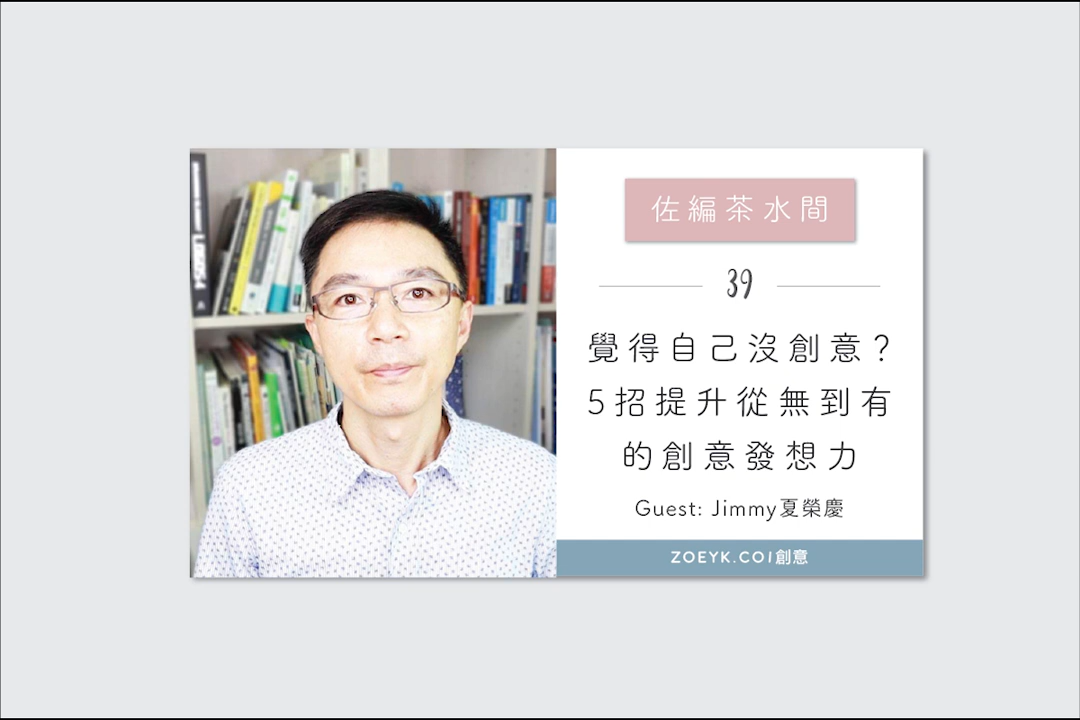 佐編茶水間
39
覺得自己沒創意？
5招提升從無到有
的創意發想力
Guest: Jimmy夏榮慶
ZOEYK.CO|創意